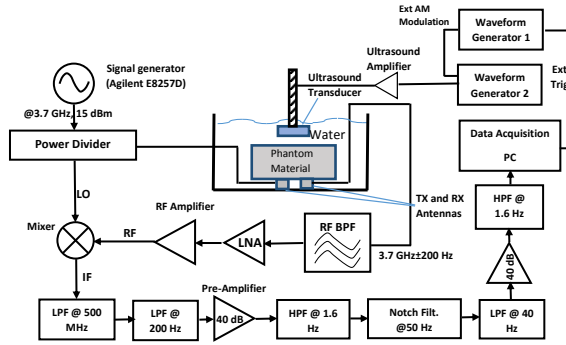 Ext AM
Modulation
Waveform
Generator 1
Ultrasound
Amplifier
Signal generator
(Agilent E8257D)
Ultrasound
Transducer
Waveform
Generator 2
Ext
Trig
@3.7 GHz, 15 dBm
Water
Power Divider
Phantom
Material
Data Acquisition
PC
LO
TX and RX
Antennas
HPF @
1.6 Hz
Mixer
RF Amplifier
RF
LNA
RF BPF
3.7 GHz±200 Hz
40 dB
IF
Pre-Amplifier
LPF @ 500
MHz
LPF @
200 Hz
40 dB
HPF @ 1.6
Hz
Notch Filt.
@50 Hz
LPF @ 40
Hz